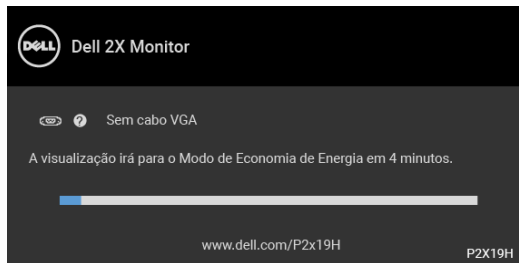 DELL
Dell 2X Monitor
? Sem cabo VGA
A visualização irá para o Modo de Economia de Energia em 4 minutos.
www.dell.com/P2x19H
P2X19H